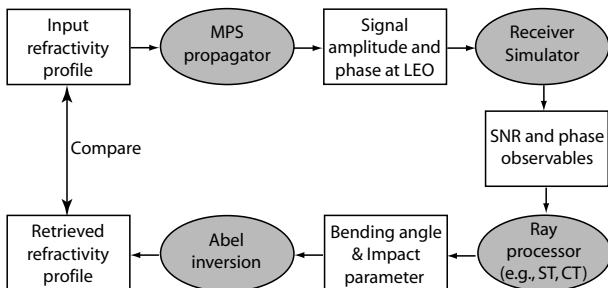 Input
refractivity
profile
MPS
propagator
Signal
amplitude and
phase at LEO
Receiver
Simulator
SNR and phase
observables
Compare
Retrieved
refractivity
profile
Abel
inversion
Bending angle
& Impact
parameter
Ray
processor
(e.g., ST, CT)